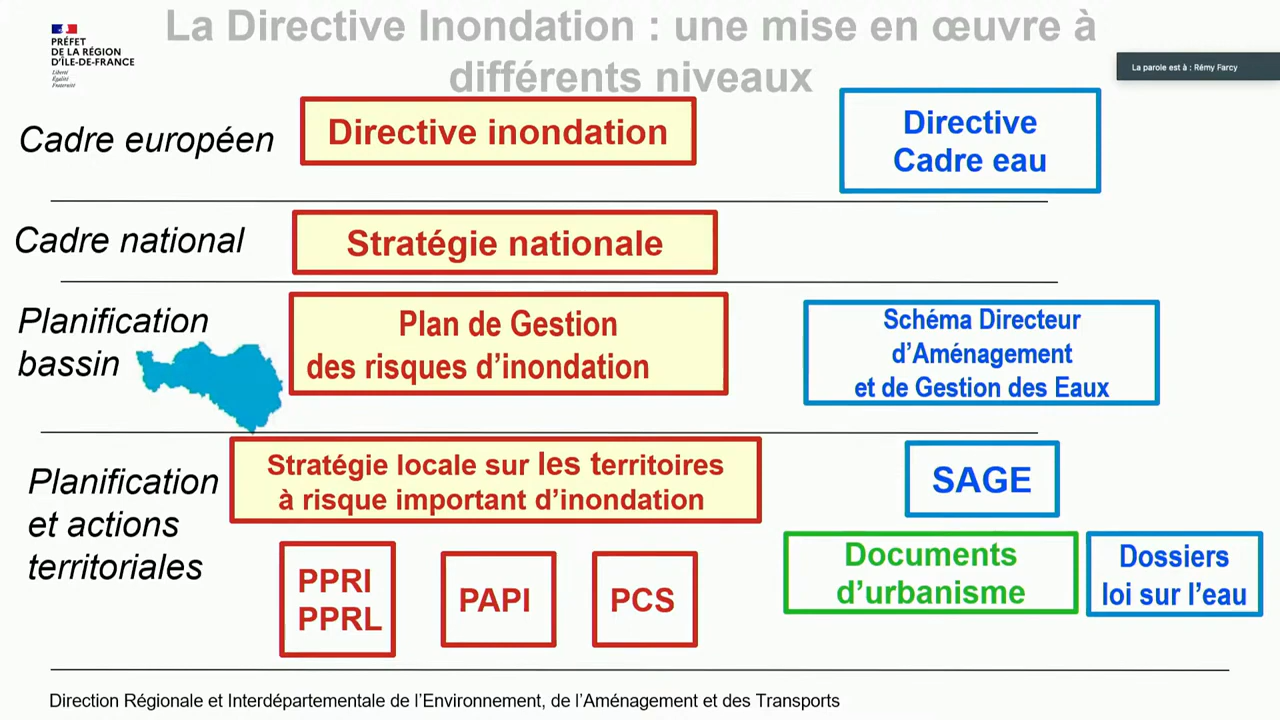 La Directive Inondation : une mise en œuvre à
différents niveaux
PRÉFET
DE LA RÉGION
D'ÎLE-DE-FRANCE
Liberté
Égalité
Fraternité
La parole est à : Rémy Farcy
Cadre européen
Directive inondation
Directive
Cadre eau
Cadre national
Stratégie nationale
Planification
bassin
Plan de Gestion
des risques d’inondation
Schéma Directeur
d’Aménagement
et de Gestion des Eaux
Planification
et actions
territoriales
Stratégie locale sur les territoires
à risque important d’inondation
SAGE
PPRI
PPRL
PAPI
PCS
Documents
d’urbanisme
Dossiers
loi sur l’eau
Direction Régionale et Interdépartementale de l’Environnement, de l’Aménagement et des Transports